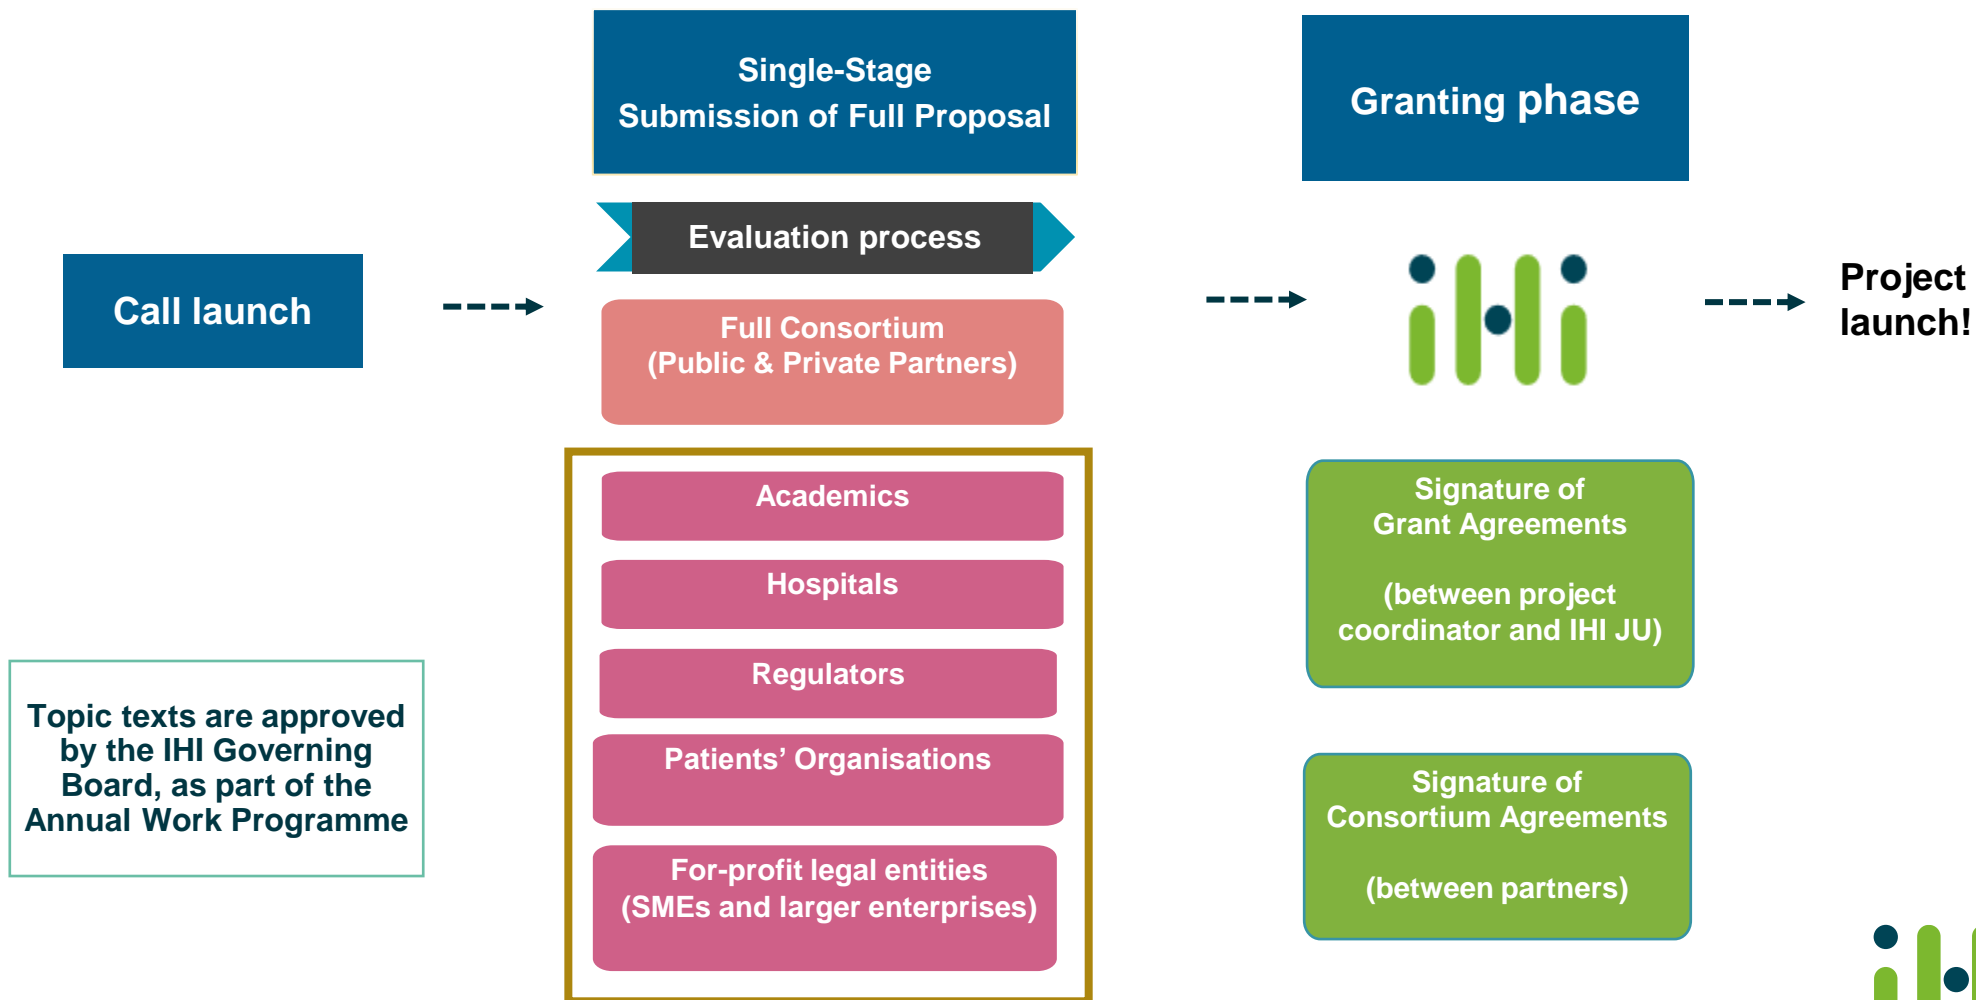 Call launch
Topic texts are approved
by the IHI Governing
Board, as part of the
Annual Work Programme
Single-Stage
Submission of Full Proposal
Evaluation process
Full Consortium
(Public & Private Partners)
Academics
Hospitals
Regulators
Patients’ Organisations
For-profit legal entities
(SMEs and larger enterprises)
Granting phase
iHi
Signature of
Grant Agreements
(between project
coordinator and IHI JU)
Signature of
Consortium Agreements
(between partners)
Project
launch!